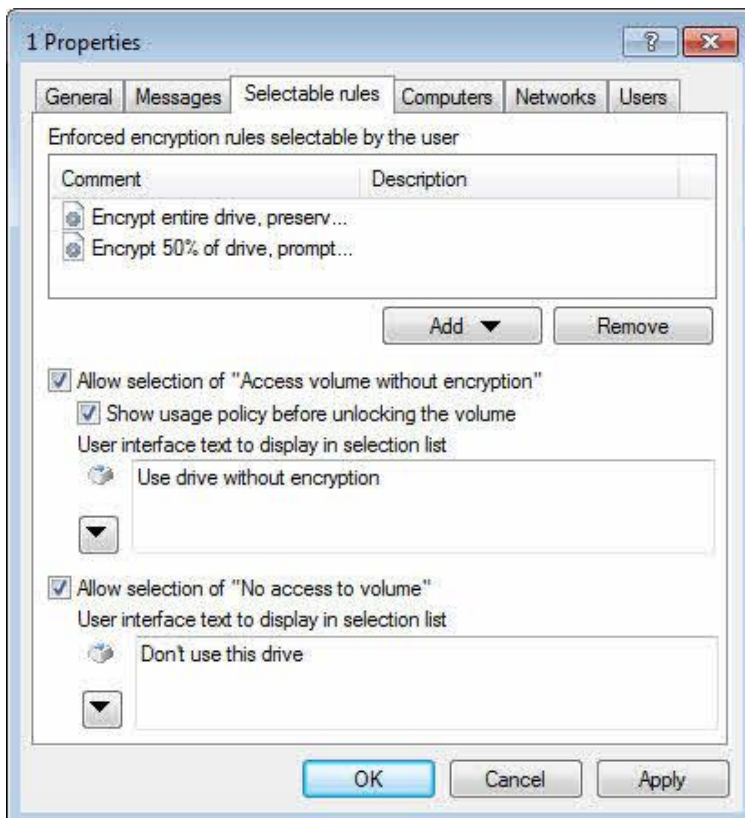 1 Properties
General Messages Selectable rules Computers Networks Users
Enforced encryption rules selectable by the user
Comment Description
Encrypt entire drive, preserv...
Encrypt 50% of drive, prompt...
Add Remove
Allow selection of "Access volume without encryption"
Show usage policy before unlocking the volume
User interface text to display in selection list
Use drive without encryption
Allow selection of "No access to volume"
User interface text to display in selection list
Don't use this drive
OK Cancel Apply